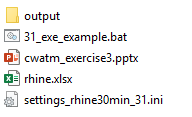 output
31_exe_example.bat
cwatm_exercise3.pptx
rhine.xlsx
settings_rhine30min_31.ini